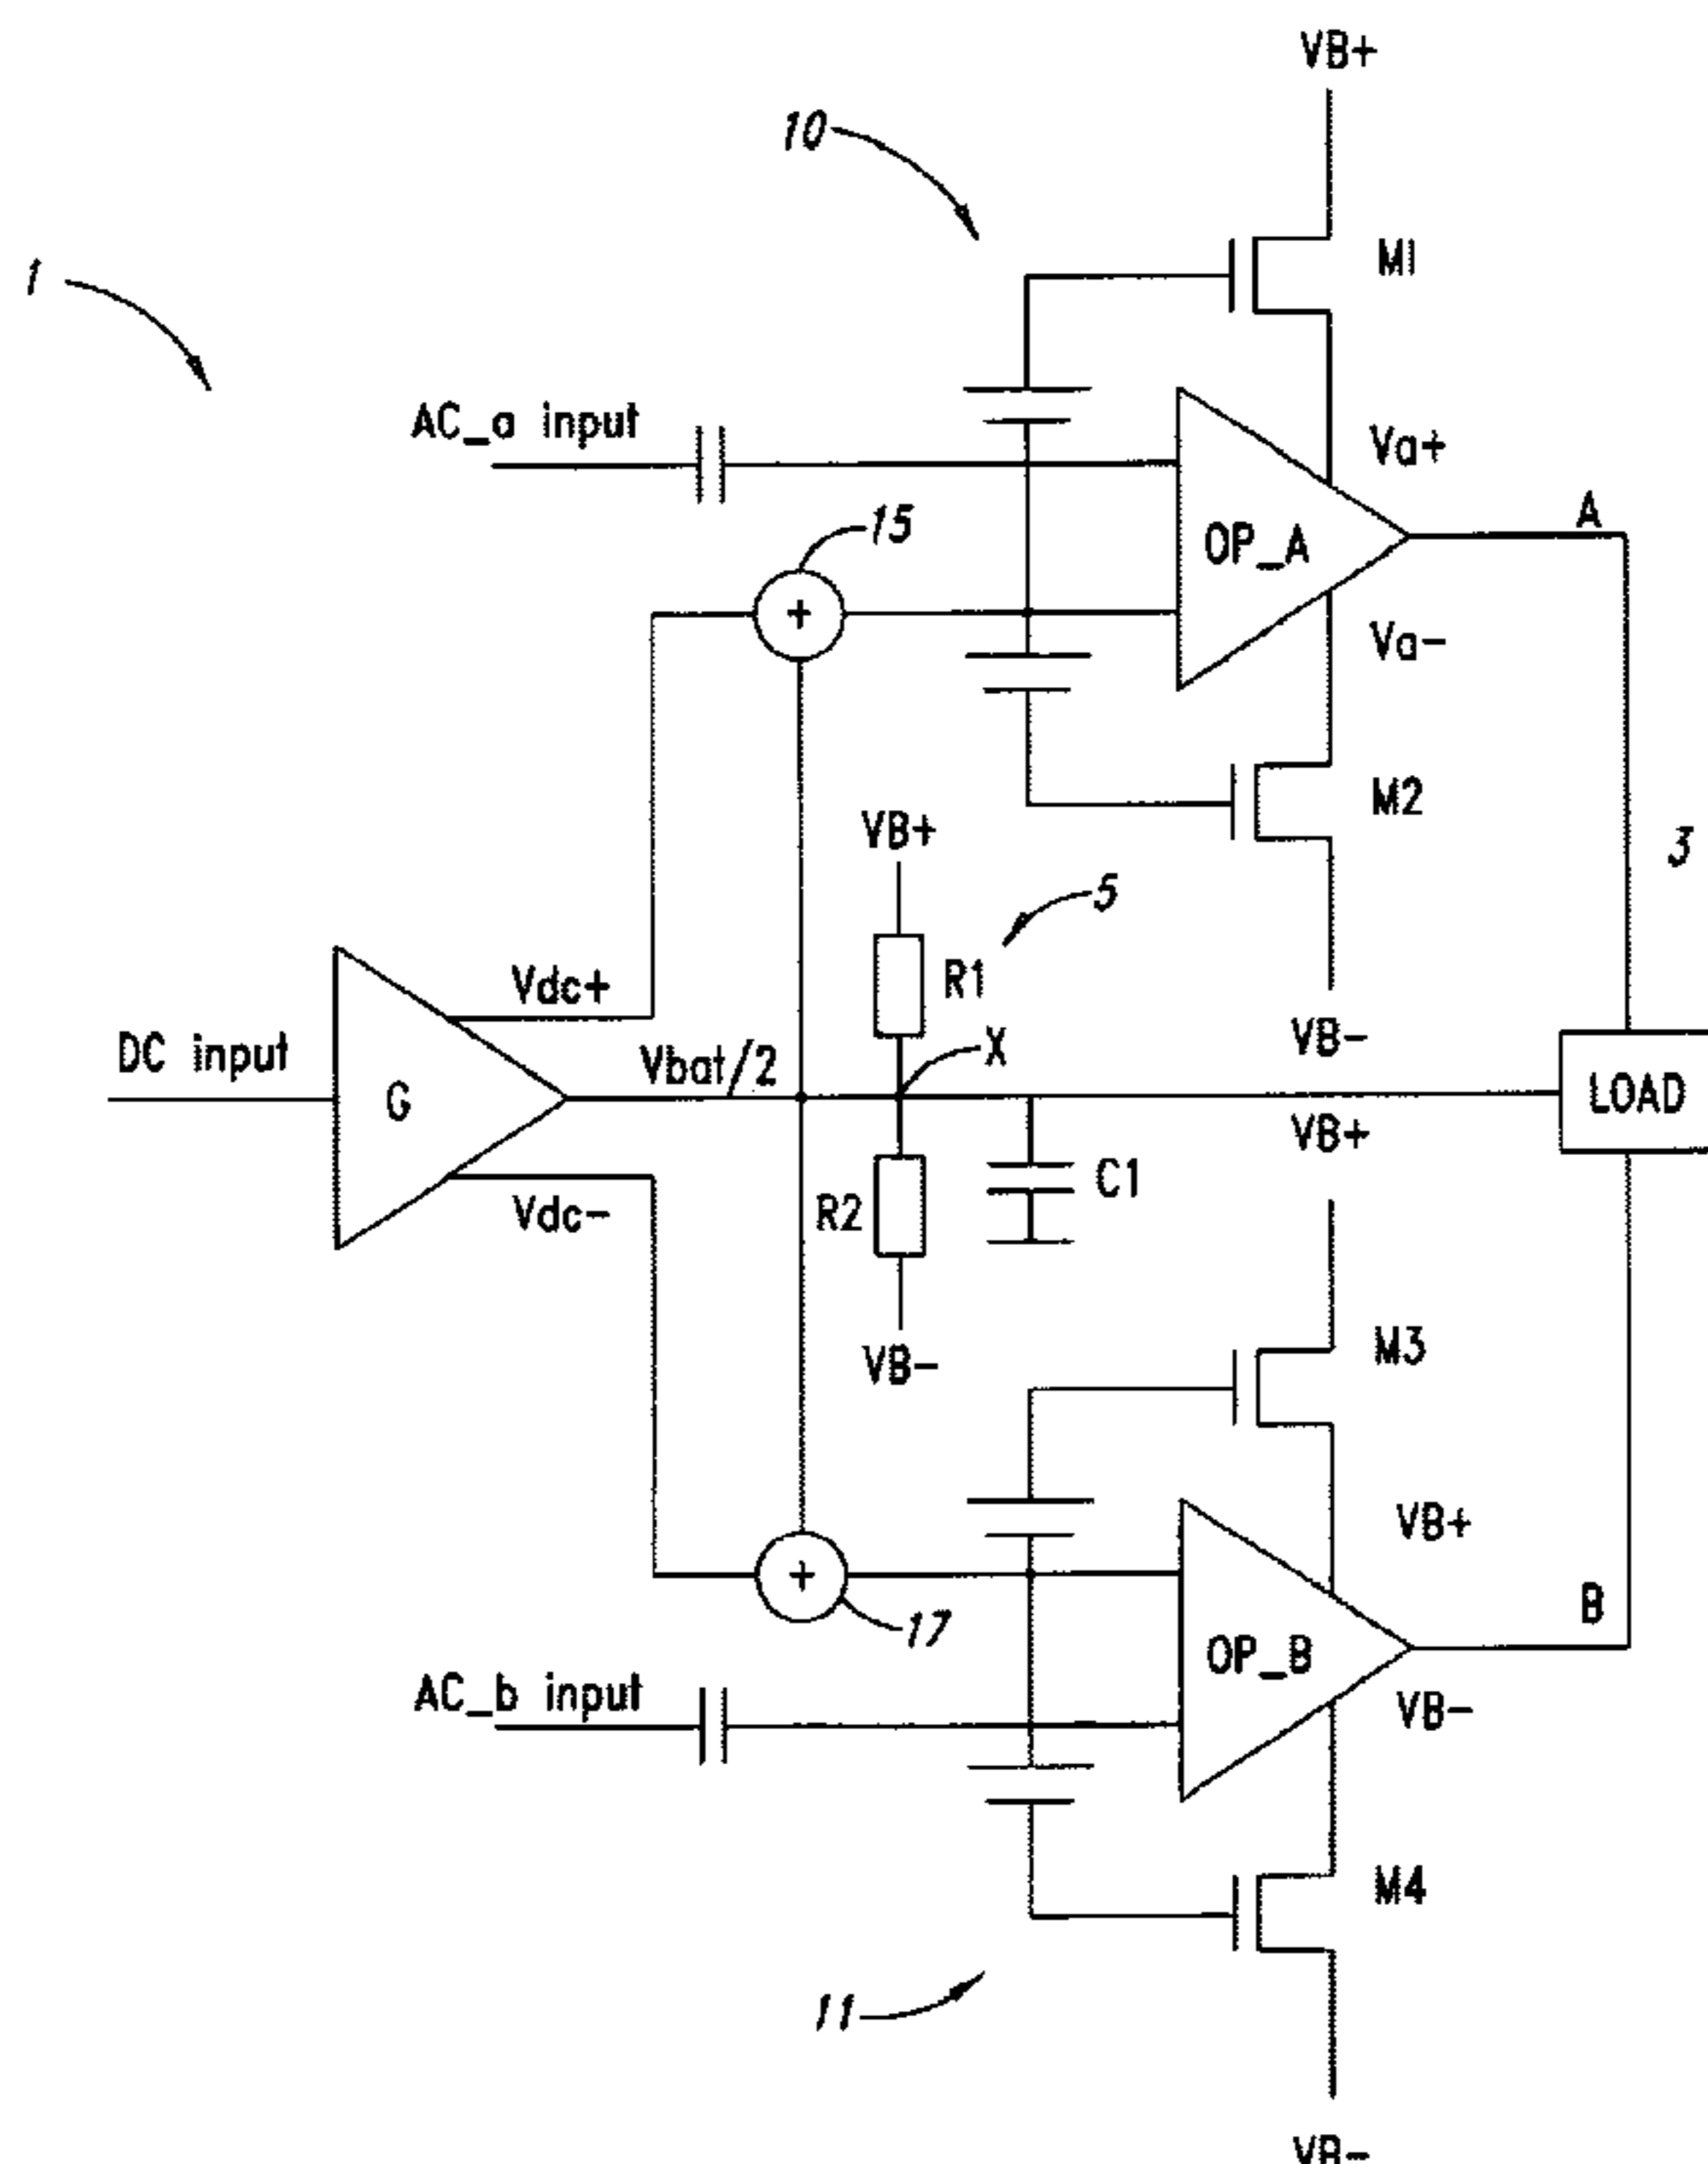 VB+
10
M1
1
AC_a input
Va+
15
A
OP_A
Va-
M2
VB+
3
5
R1
Vdc+
X
VB-
DC input
Vbat/2
G
LOAD
VB+
C1
R2
Vdc-
M3
VB-
VB+
B
17
OP_B
AC_b input
VB-
M4
11
VB-